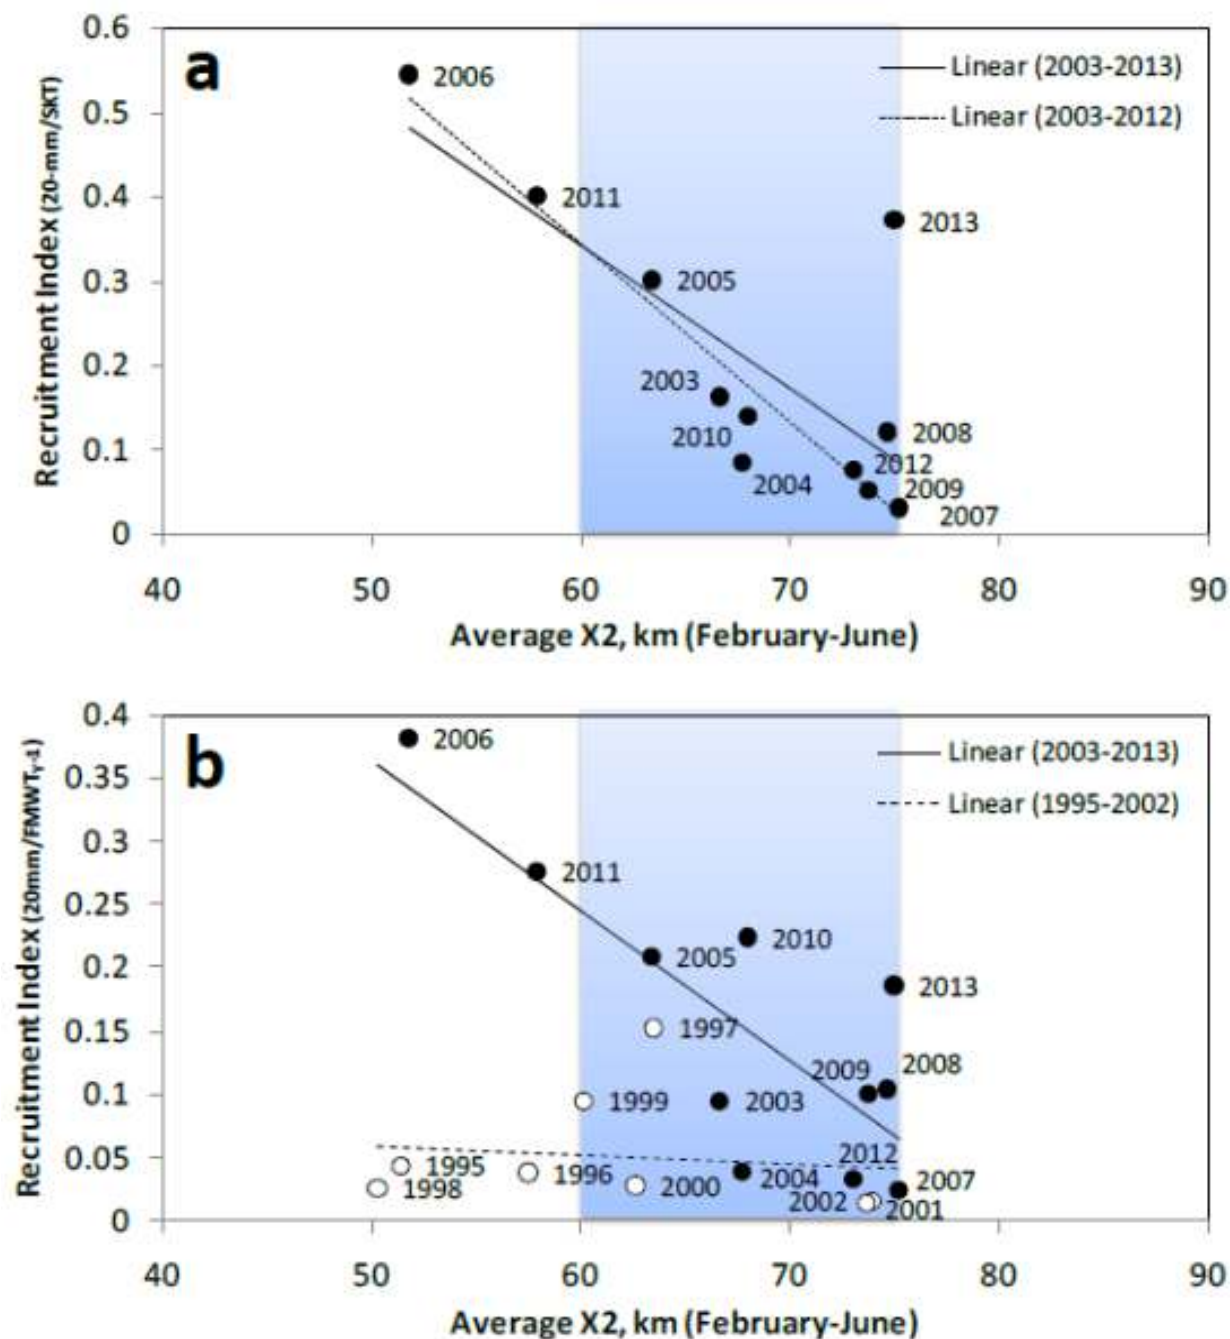 a
Recruitment Index (20-mm/SKT)
0.6
0.5
0.4
0.3
0.2
0.1
0
Linear (2003-2013)
Linear (2003-2012)
2006
2011
2013
2005
2003
2010
2004
2008
2012
2009
2007
40 50 60 70 80 90
Average X2, km (February-June)
b
Recruitment Index (20mm/FMWTy-1)
0.4
0.35
0.3
0.25
0.2
0.15
0.1
0.05
0
Linear (2003-2013)
Linear (1995-2002)
2006
2011
2010
2005
2013
1997
2009 2008
1999 2003
2012
1995 1996 2004 2007
1998 2000 2002 2001
40 50 60 70 80 90
Average X2, km (February-June)